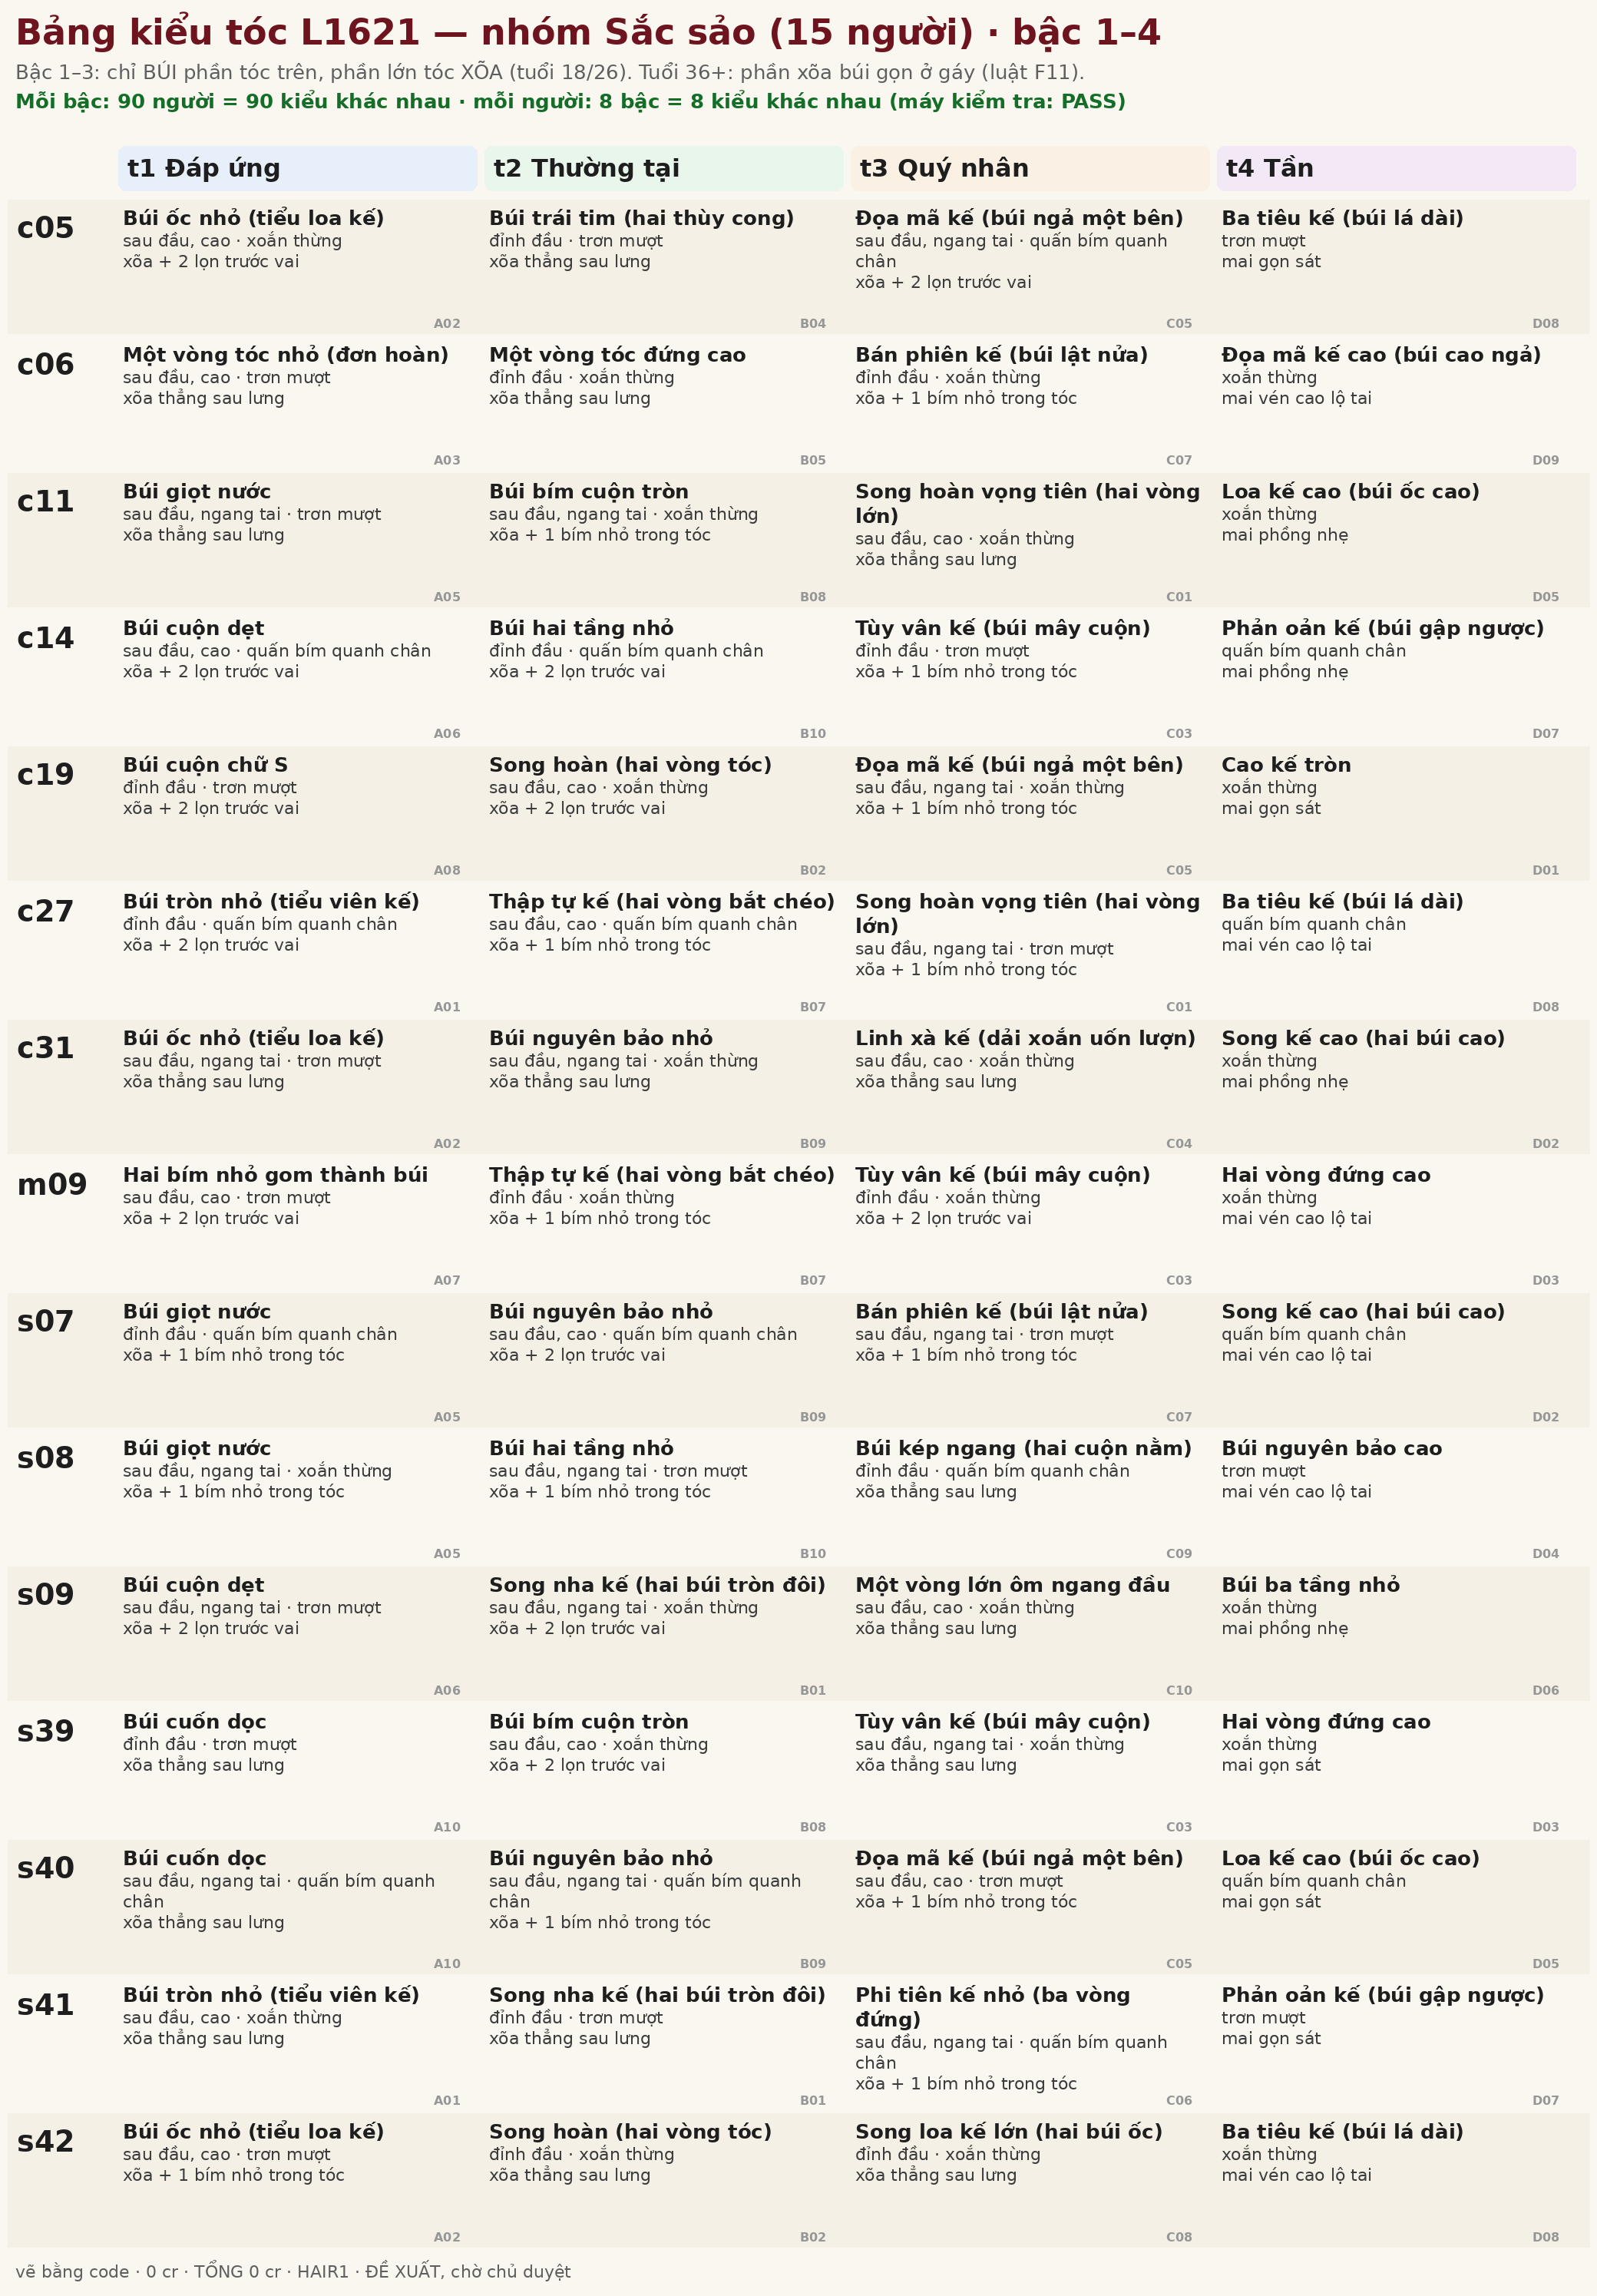 Bảng kiểu tóc L1621 — nhóm Sắc sảo (15 người) · bậc 1–4
Bậc 1–3: chỉ BÚI phần tóc trên, phần lớn tóc XÕA (tuổi 18/26). Tuổi 36+: phần xõa búi gọn ở gáy (luật F11).
Mỗi bậc: 90 người = 90 kiểu khác nhau · mỗi người: 8 bậc = 8 kiểu khác nhau (máy kiểm tra: PASS)
t1 Đáp ứng
t2 Thường tại
t3 Quý nhân
t4 Tần
c05
Búi ốc nhỏ (tiểu loa kế)
sau đầu, cao · xoắn thừng
xõa + 2 lọn trước vai
A02
Búi trái tim (hai thùy cong)
đỉnh đầu · trơn mượt
xõa thẳng sau lưng
B04
Đọa mã kế (búi ngả một bên)
sau đầu, ngang tai · quấn bím quanh
chân
xõa + 2 lọn trước vai
C05
Ba tiêu kế (búi lá dài)
trơn mượt
mai gọn sát
D08
c06
Một vòng tóc nhỏ (đơn hoàn)
sau đầu, cao · trơn mượt
xõa thẳng sau lưng
A03
Một vòng tóc đứng cao
đỉnh đầu · xoắn thừng
xõa thẳng sau lưng
B05
Bán phiên kế (búi lật nửa)
đỉnh đầu · xoắn thừng
xõa + 1 bím nhỏ trong tóc
C07
Đọa mã kế cao (búi cao ngả)
xoắn thừng
mai vén cao lộ tai
D09
c11
Búi giọt nước
sau đầu, ngang tai · trơn mượt
xõa thẳng sau lưng
A05
Búi bím cuộn tròn
sau đầu, ngang tai · xoắn thừng
xõa + 1 bím nhỏ trong tóc
B08
Song hoàn vọng tiên (hai vòng
lớn)
sau đầu, cao · xoắn thừng
xõa thẳng sau lưng
C01
Loa kế cao (búi ốc cao)
xoắn thừng
mai phồng nhẹ
D05
c14
Búi cuộn dẹt
sau đầu, cao · quấn bím quanh chân
xõa + 2 lọn trước vai
A06
Búi hai tầng nhỏ
đỉnh đầu · quấn bím quanh chân
xõa + 2 lọn trước vai
B10
Tùy vân kế (búi mây cuộn)
đỉnh đầu · trơn mượt
xõa + 1 bím nhỏ trong tóc
C03
Phản oản kế (búi gập ngược)
quấn bím quanh chân
mai phồng nhẹ
D07
c19
Búi cuộn chữ S
đỉnh đầu · trơn mượt
xõa + 2 lọn trước vai
A08
Song hoàn (hai vòng tóc)
sau đầu, cao · xoắn thừng
xõa + 2 lọn trước vai
B02
Đọa mã kế (búi ngả một bên)
sau đầu, ngang tai · xoắn thừng
xõa + 1 bím nhỏ trong tóc
C05
Cao kế tròn
xoắn thừng
mai gọn sát
D01
c27
Búi tròn nhỏ (tiểu viên kế)
đỉnh đầu · quấn bím quanh chân
xõa + 2 lọn trước vai
A01
Thập tự kế (hai vòng bắt chéo)
sau đầu, cao · quấn bím quanh chân
xõa + 1 bím nhỏ trong tóc
B07
Song hoàn vọng tiên (hai vòng
lớn)
sau đầu, ngang tai · trơn mượt
xõa + 1 bím nhỏ trong tóc
C01
Ba tiêu kế (búi lá dài)
quấn bím quanh chân
mai vén cao lộ tai
D08
c31
Búi ốc nhỏ (tiểu loa kế)
sau đầu, ngang tai · trơn mượt
xõa thẳng sau lưng
A02
Búi nguyên bảo nhỏ
sau đầu, ngang tai · xoắn thừng
xõa thẳng sau lưng
B09
Linh xà kế (dải xoắn uốn lượn)
sau đầu, cao · xoắn thừng
xõa thẳng sau lưng
C04
Song kế cao (hai búi cao)
xoắn thừng
mai phồng nhẹ
D02
m09
Hai bím nhỏ gom thành búi
sau đầu, cao · trơn mượt
xõa + 2 lọn trước vai
A07
Thập tự kế (hai vòng bắt chéo)
đỉnh đầu · xoắn thừng
xõa + 1 bím nhỏ trong tóc
B07
Tùy vân kế (búi mây cuộn)
đỉnh đầu · xoắn thừng
xõa + 2 lọn trước vai
C03
Hai vòng đứng cao
xoắn thừng
mai vén cao lộ tai
D03
s07
Búi giọt nước
đỉnh đầu · quấn bím quanh chân
xõa + 1 bím nhỏ trong tóc
A05
Búi nguyên bảo nhỏ
sau đầu, cao · quấn bím quanh chân
xõa + 2 lọn trước vai
B09
Bán phiên kế (búi lật nửa)
sau đầu, ngang tai · trơn mượt
xõa + 1 bím nhỏ trong tóc
C07
Song kế cao (hai búi cao)
quấn bím quanh chân
mai vén cao lộ tai
D02
s08
Búi giọt nước
sau đầu, ngang tai · xoắn thừng
xõa + 1 bím nhỏ trong tóc
A05
Búi hai tầng nhỏ
sau đầu, ngang tai · trơn mượt
xõa + 1 bím nhỏ trong tóc
B10
Búi kép ngang (hai cuộn nằm)
đỉnh đầu · quấn bím quanh chân
xõa thẳng sau lưng
C09
Búi nguyên bảo cao
trơn mượt
mai vén cao lộ tai
D04
s09
Búi cuộn dẹt
sau đầu, ngang tai · trơn mượt
xõa + 2 lọn trước vai
A06
Song nha kế (hai búi tròn đôi)
sau đầu, ngang tai · xoắn thừng
xõa + 2 lọn trước vai
B01
Một vòng lớn ôm ngang đầu
sau đầu, cao · xoắn thừng
xõa thẳng sau lưng
C10
Búi ba tầng nhỏ
xoắn thừng
mai phồng nhẹ
D06
s39
Búi cuốn dọc
đỉnh đầu · trơn mượt
xõa thẳng sau lưng
A10
Búi bím cuộn tròn
sau đầu, cao · xoắn thừng
xõa + 2 lọn trước vai
B08
Tùy vân kế (búi mây cuộn)
sau đầu, ngang tai · xoắn thừng
xõa thẳng sau lưng
C03
Hai vòng đứng cao
xoắn thừng
mai gọn sát
D03
s40
Búi cuốn dọc
sau đầu, ngang tai · quấn bím quanh
chân
xõa thẳng sau lưng
A10
Búi nguyên bảo nhỏ
sau đầu, ngang tai · quấn bím quanh
chân
xõa + 1 bím nhỏ trong tóc
B09
Đọa mã kế (búi ngả một bên)
sau đầu, cao · trơn mượt
xõa + 1 bím nhỏ trong tóc
C05
Loa kế cao (búi ốc cao)
quấn bím quanh chân
mai gọn sát
D05
s41
Búi tròn nhỏ (tiểu viên kế)
sau đầu, cao · xoắn thừng
xõa thẳng sau lưng
A01
Song nha kế (hai búi tròn đôi)
đỉnh đầu · trơn mượt
xõa thẳng sau lưng
B01
Phi tiên kế nhỏ (ba vòng
đứng)
sau đầu, ngang tai · quấn bím quanh
chân
xõa + 1 bím nhỏ trong tóc
C06
Phản oản kế (búi gập ngược)
trơn mượt
mai gọn sát
D07
s42
Búi ốc nhỏ (tiểu loa kế)
sau đầu, cao · trơn mượt
xõa + 1 bím nhỏ trong tóc
A02
Song hoàn (hai vòng tóc)
đỉnh đầu · xoắn thừng
xõa thẳng sau lưng
B02
Song loa kế lớn (hai búi ốc)
đỉnh đầu · xoắn thừng
xõa thẳng sau lưng
C08
Ba tiêu kế (búi lá dài)
xoắn thừng
mai vén cao lộ tai
D08
vẽ bằng code · 0 cr · TỔNG 0 cr · HAIR1 · ĐỀ XUẤT, chờ chủ duyệt